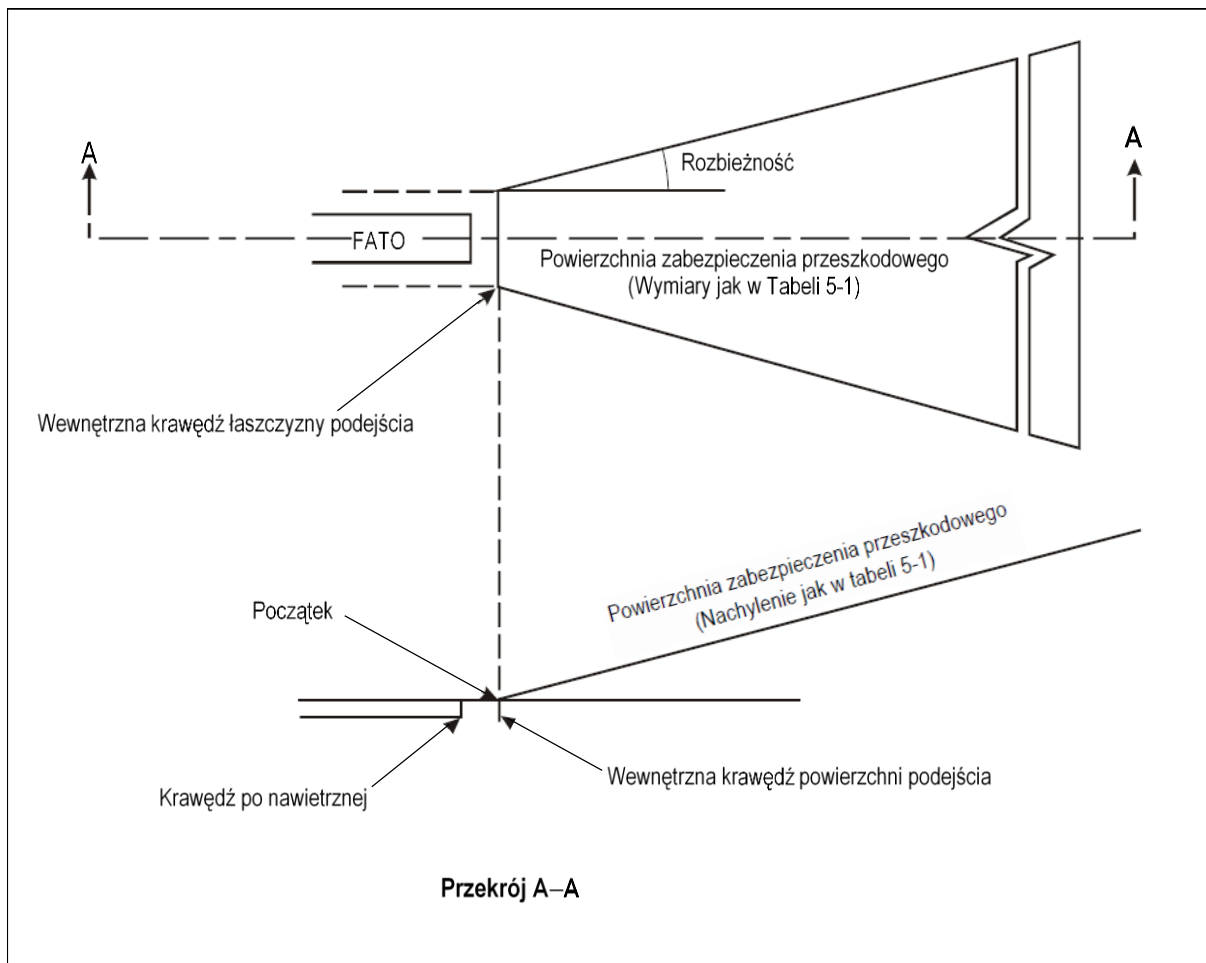 A
A
Rozbieżność
FATO
Powierzchnia zabezpieczenia przeszkodowego
(Wymiary jak w Tabeli 5-1)
Wewnętrzna krawędź łaszczyzny podejścia
Powierzchnia zabezpieczenia przeszkodowego
(Nachylenie jak w tabeli 5-1)
Początek
Wewnętrzna krawędź powierzchni podejścia
Krawędź po nawietrznej
Przekrój A–A